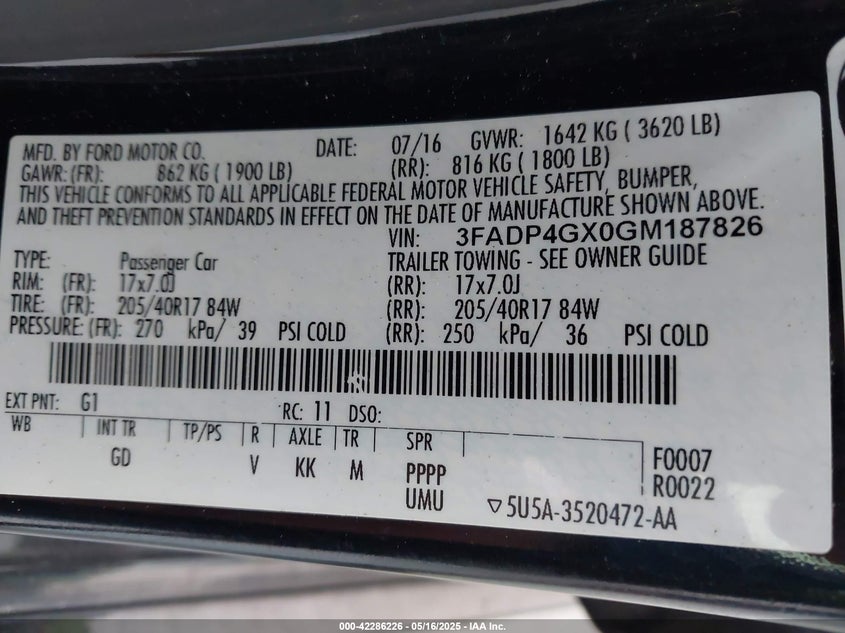 MFD. BY FORD MOTOR CO. DATE: 07/16 GVWR: 1642 KG ( 3620 LB)
GAWR: (FR): 862 KG ( 1900 LB) (RR): 816 KG ( 1800 LB)
THIS VEHICLE CONFORMS TO ALL APPLICABLE FEDERAL MOTOR VEHICLE SAFETY, BUMPER,
AND THEFT PREVENTION STANDARDS IN EFFECT ON THE DATE OF MANUFACTURE SHOWN ABOVE.
VIN: 3FADP4GX0GM187826
TYPE: Passenger Car TRAILER TOWING - SEE OWNER GUIDE
RIM: (FR): 17x7.0J (RR): 17x7.0J
TIRE: (FR): 205/40R17 84W (RR): 205/40R17 84W
PRESSURE: (FR): 270 kPa/ 39 PSI COLD (RR): 250 kPa/ 36 PSI COLD
EXT PNT: G1 RC: 11 DSO:
WB INT TR TP/PS R AXLE TR SPR
GD V KK M PPPP F0007
UMU R0022
▽5U5A-3520472-AA
000-42286226 - 05/16/2025 - IAA Inc.